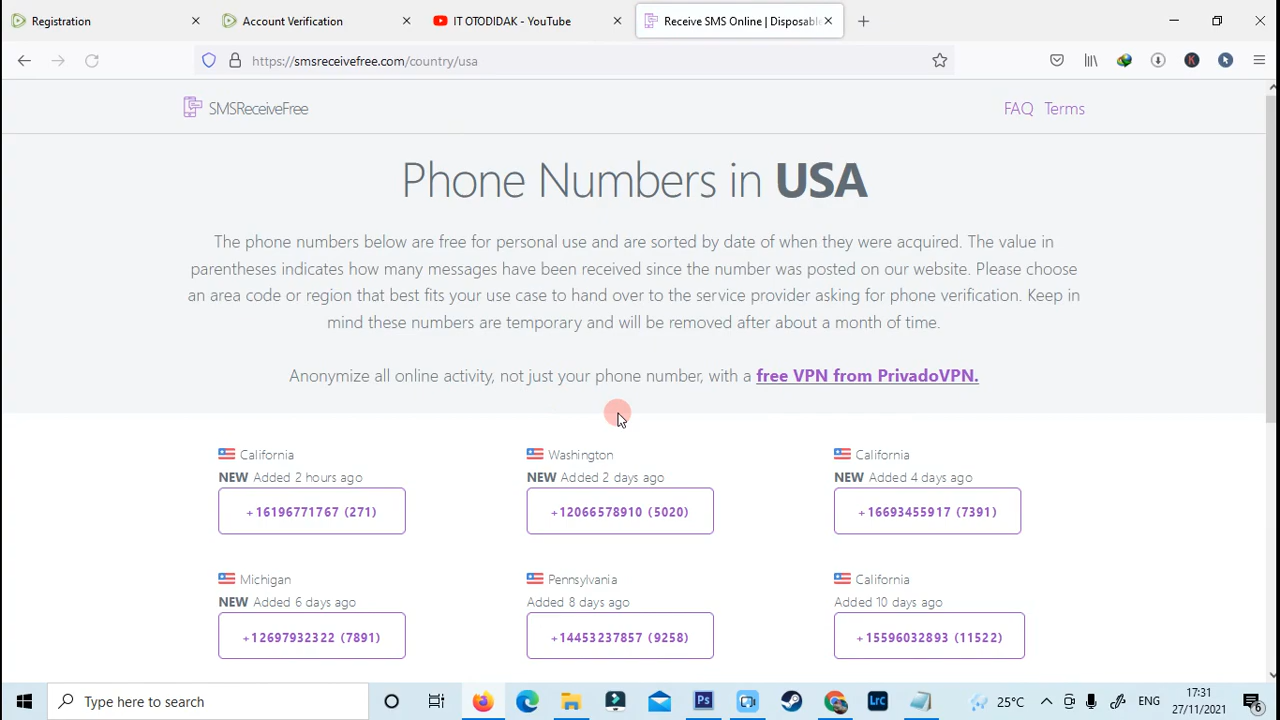 Registration
Account Verification
IT OTODIDAK - YouTube
Receive SMS Online | Disposable
https://smsreceivefree.com/country/usa
SMSReceiveFree
FAQ Terms
Phone Numbers in USA
The phone numbers below are free for personal use and are sorted by date of when they were acquired. The value in
parentheses indicates how many messages have been received since the number was posted on our website. Please choose
an area code or region that best fits your use case to hand over to the service provider asking for phone verification. Keep in
mind these numbers are temporary and will be removed after about a month of time.
Anonymize all online activity, not just your phone number, with a free VPN from PrivadoVPN.
California
NEW Added 2 hours ago
+16196771767 (271)
Washington
NEW Added 2 days ago
+12066578910 (5020)
California
NEW Added 4 days ago
+16693455917 (7391)
Michigan
NEW Added 6 days ago
+12697932322 (7891)
Pennsylvania
Added 8 days ago
+14453237857 (9258)
California
Added 10 days ago
+15596032893 (11522)
Type here to search
Ps
Lrc
25°C
ENG
17:31
27/11/2021
6